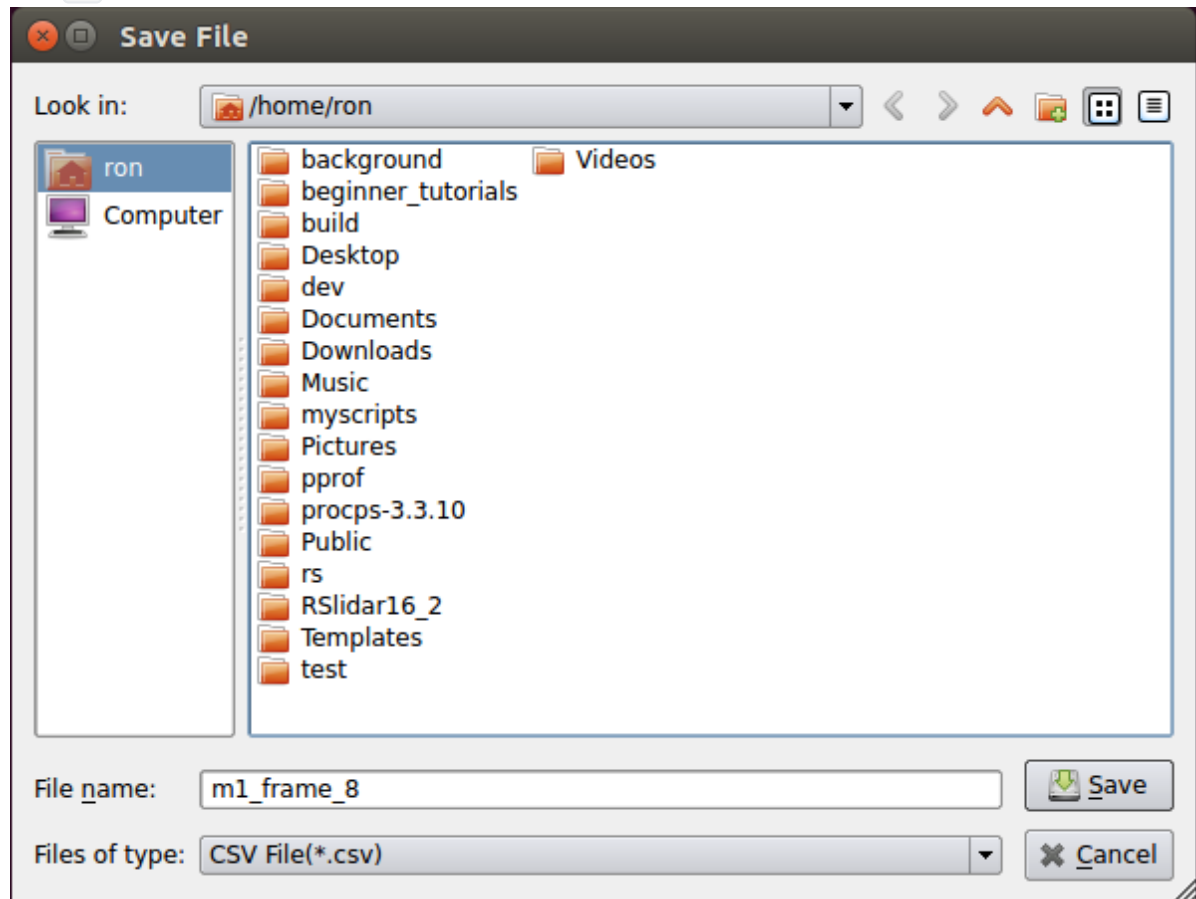 Save File
Look in: /home/ron
ron
Computer
background
beginner_tutorials
build
Desktop
dev
Documents
Downloads
Music
myscripts
Pictures
pprof
procps-3.3.10
Public
rs
RSlidar16_2
Templates
test
Videos
File name: m1_frame_8 Save
Files of type: CSV File(*.csv) Cancel